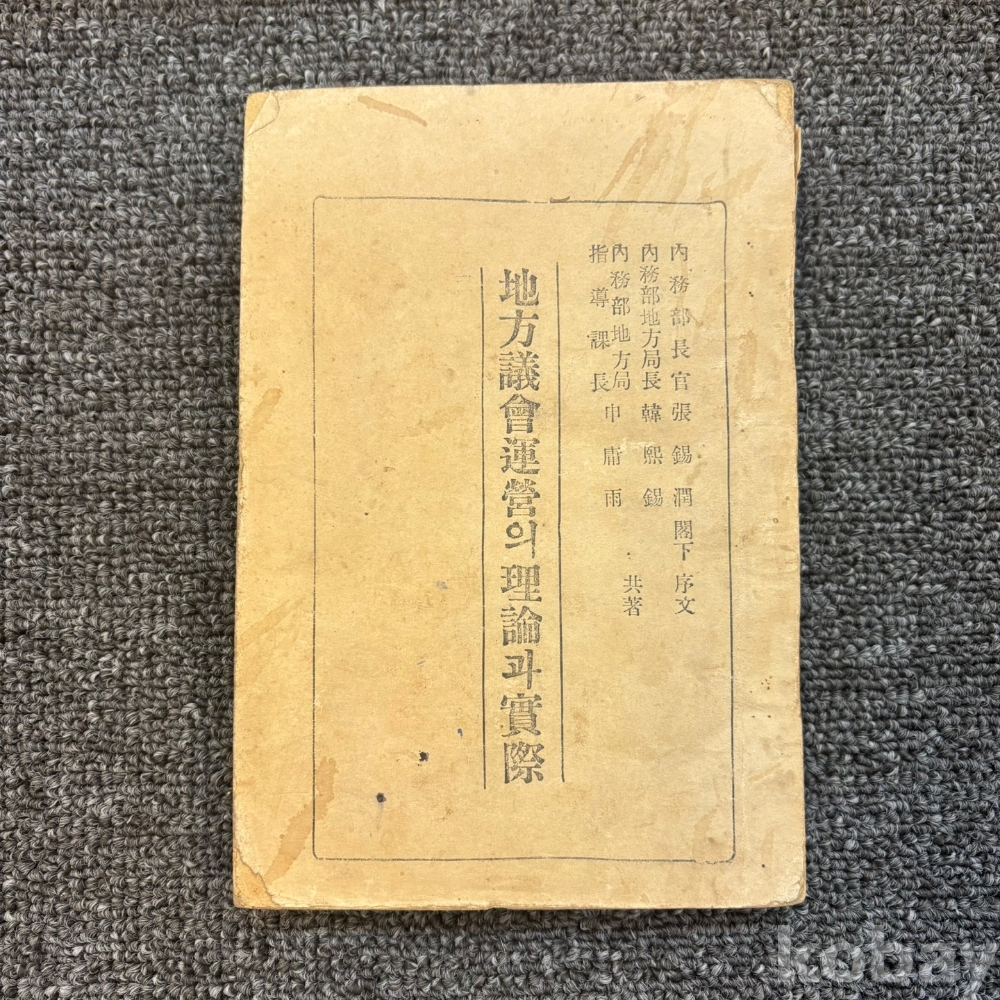 內務部長官 張錫潤 閣下 序文
內務部地方局長 韓熙錫
內務部地方局
指導課長 申庸雨
共著
地方議會運營의 理論과 實際
kobay